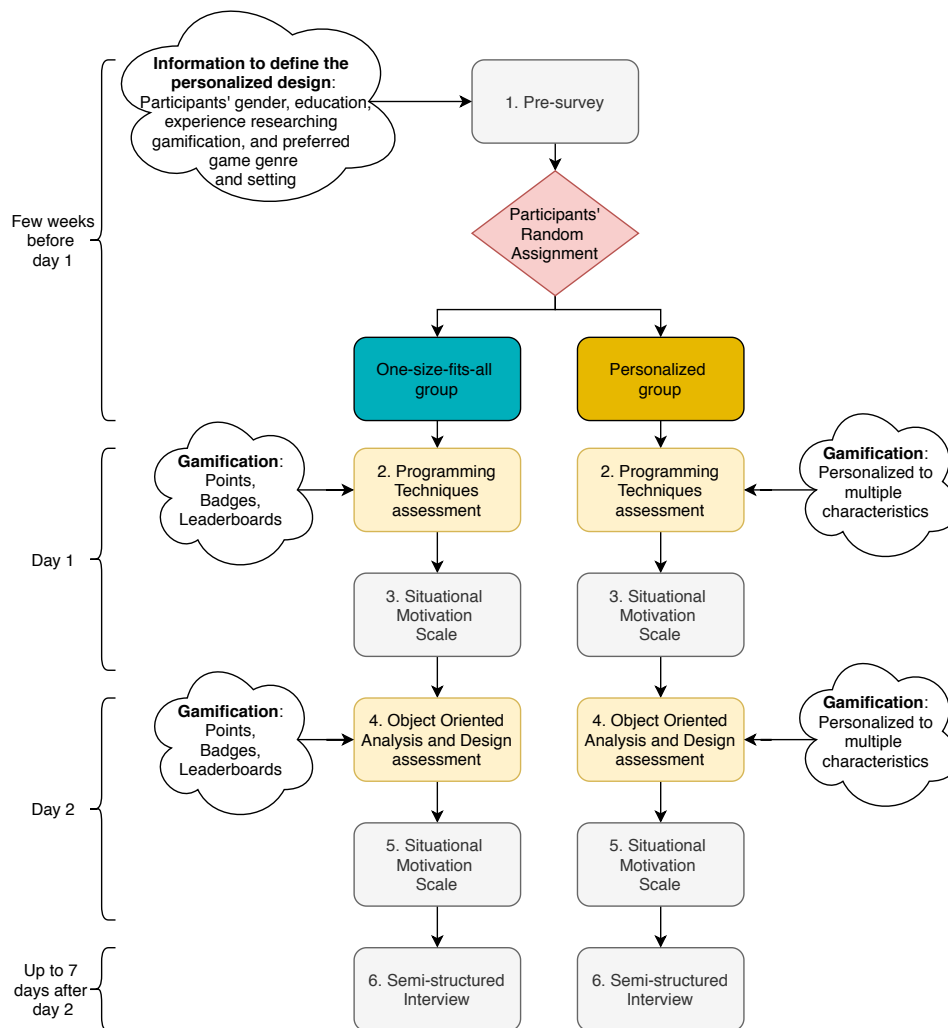 Information to define the
personalized design:
Participants' gender, education,
experience researching
gamification, and preferred
game genre
and setting
1. Pre-survey
Participants'
Random
Assignment
Few weeks
before
day 1
One-size-fits-all
group
Personalized
group
Gamification:
Points,
Badges,
Leaderboards
2. Programming
Techniques
assessment
2. Programming
Techniques
assessment
Gamification:
Personalized to
multiple
characteristics
Day 1
3. Situational
Motivation
Scale
3. Situational
Motivation
Scale
Gamification:
Points,
Badges,
Leaderboards
4. Object Oriented
Analysis and Design
assessment
4. Object Oriented
Analysis and Design
assessment
Gamification:
Personalized to
multiple
characteristics
Day 2
5. Situational
Motivation
Scale
5. Situational
Motivation
Scale
Up to 7
days after
day 2
6. Semi-structured
Interview
6. Semi-structured
Interview